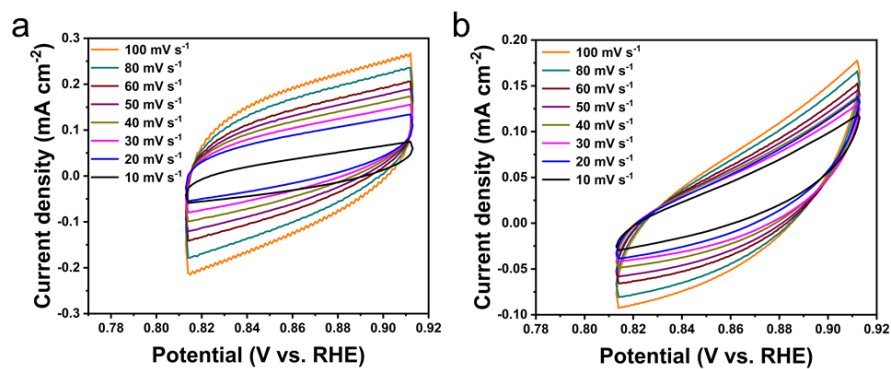 a
100 mV s⁻¹
80 mV s⁻¹
60 mV s⁻¹
50 mV s⁻¹
40 mV s⁻¹
30 mV s⁻¹
20 mV s⁻¹
10 mV s⁻¹
0.3
0.2
0.1
0.0
-0.1
-0.2
-0.3
Current density (mA cm⁻²)
0.78 0.80 0.82 0.84 0.86 0.88 0.90 0.92
Potential (V vs. RHE)
b
100 mV s⁻¹
80 mV s⁻¹
60 mV s⁻¹
50 mV s⁻¹
40 mV s⁻¹
30 mV s⁻¹
20 mV s⁻¹
10 mV s⁻¹
0.20
0.15
0.10
0.05
0.00
-0.05
-0.10
Current density (mA cm⁻²)
0.78 0.80 0.82 0.84 0.86 0.88 0.90 0.92
Potential (V vs. RHE)